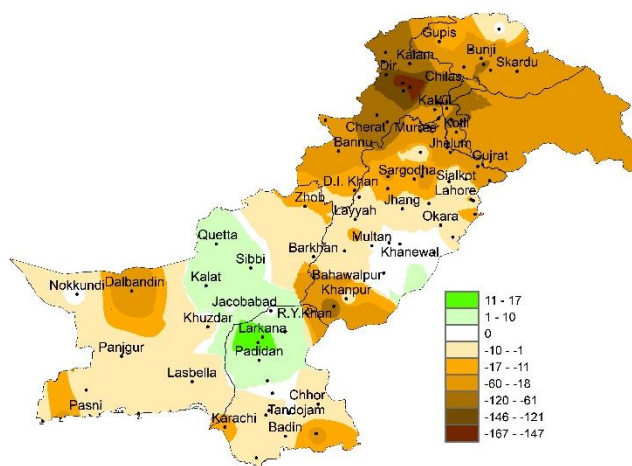 Gupis
Kalam
Bunji
Dir
Skardu
Chilas
Kakul
Cherat
Murree
Kotli
Bannu
Jhelum
Gujrat
Sargodha
Sialkot
D.I. Khan
Zhob
Lahore
Jhang
Layyah
Okara
Quetta
Multan
Khanewal
Barkhan
Sibbi
Bahawalpur
Kalat
Nokkundi
Dalbandin
Khanpur
Jacobabad
R.Y.Khan
Khuzdar
Larkana
Padidan
Panjgur
Lasbella
Pasni
Chhor
Tandojam
Karachi
Badin
11 - 17
1 - 10
0
-10 - -1
-17 - -11
-60 - -18
-120 - -61
-146 - -121
-167 - -147